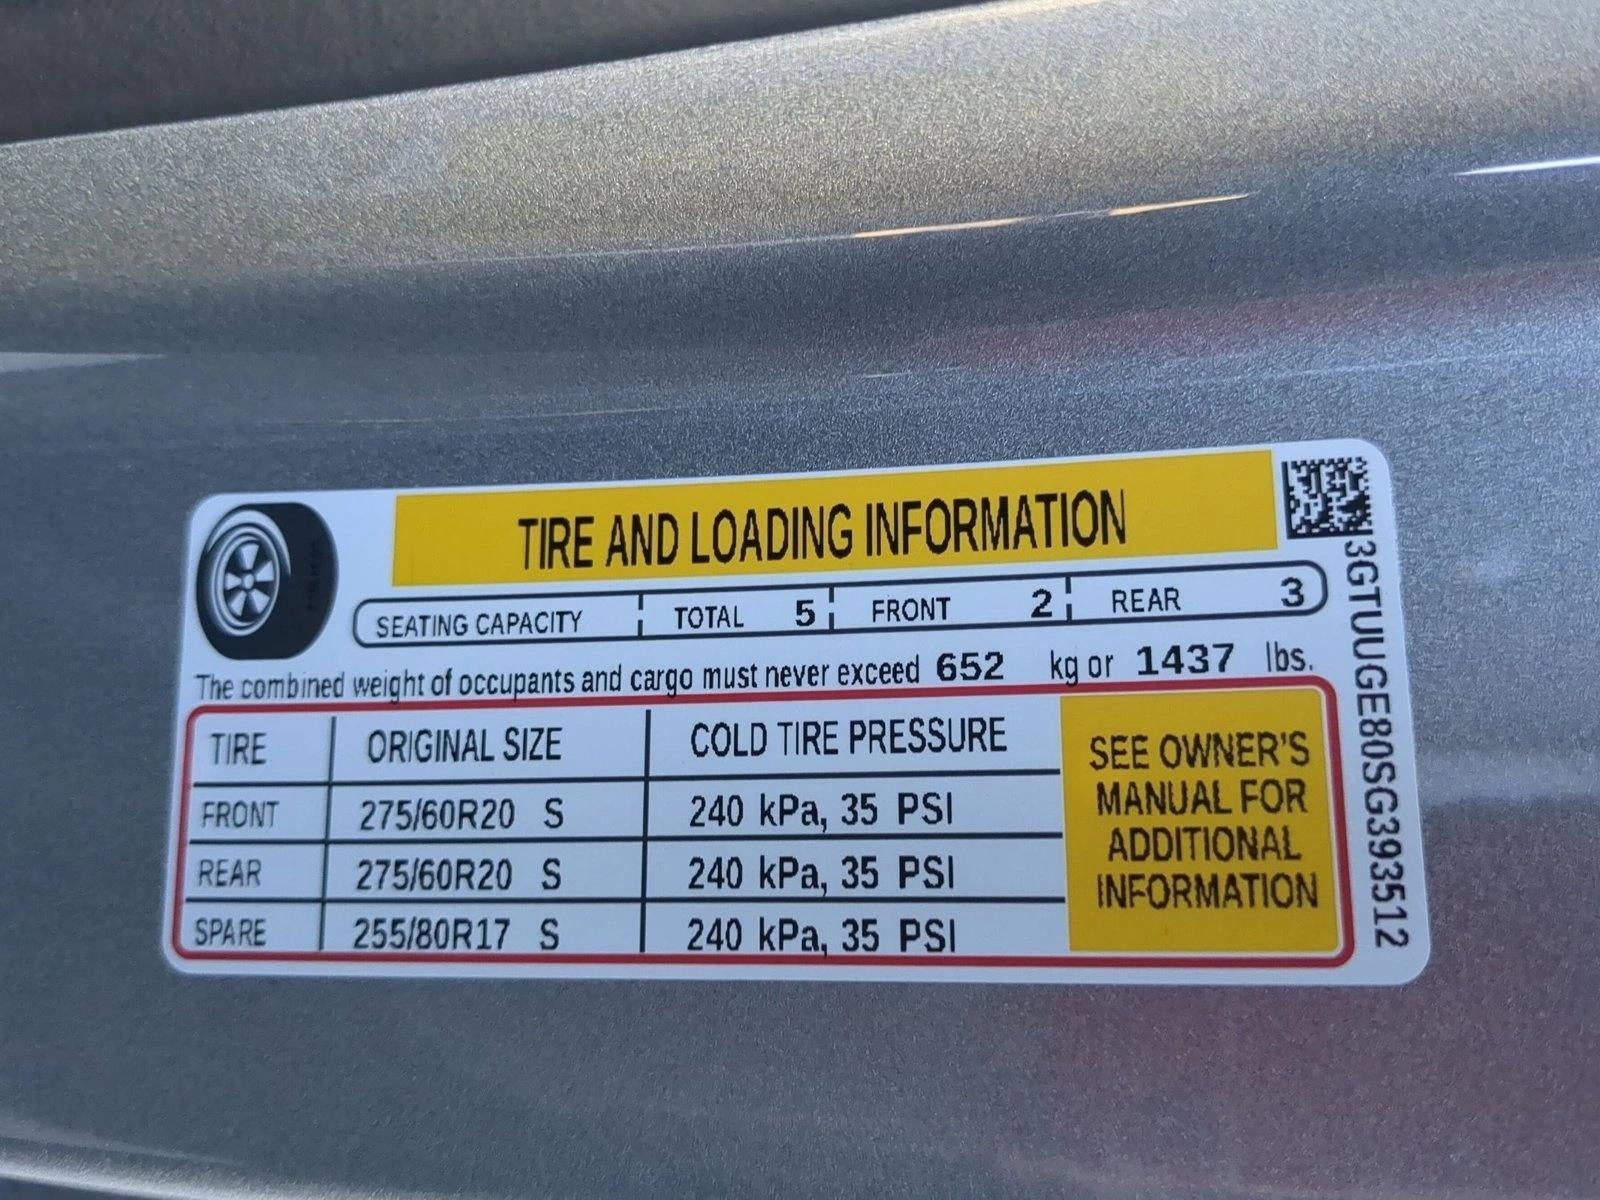 TIRE AND LOADING INFORMATION
SEATING CAPACITY TOTAL 5 FRONT 2 REAR 3
The combined weight of occupants and cargo must never exceed 652 kg or 1437 lbs.
TIRE ORIGINAL SIZE COLD TIRE PRESSURE
FRONT 275/60R20 S 240 kPa, 35 PSI
REAR 275/60R20 S 240 kPa, 35 PSI
SPARE 255/80R17 S 240 kPa, 35 PSI
SEE OWNER'S
MANUAL FOR
ADDITIONAL
INFORMATION
3GTUUGE80SG393512